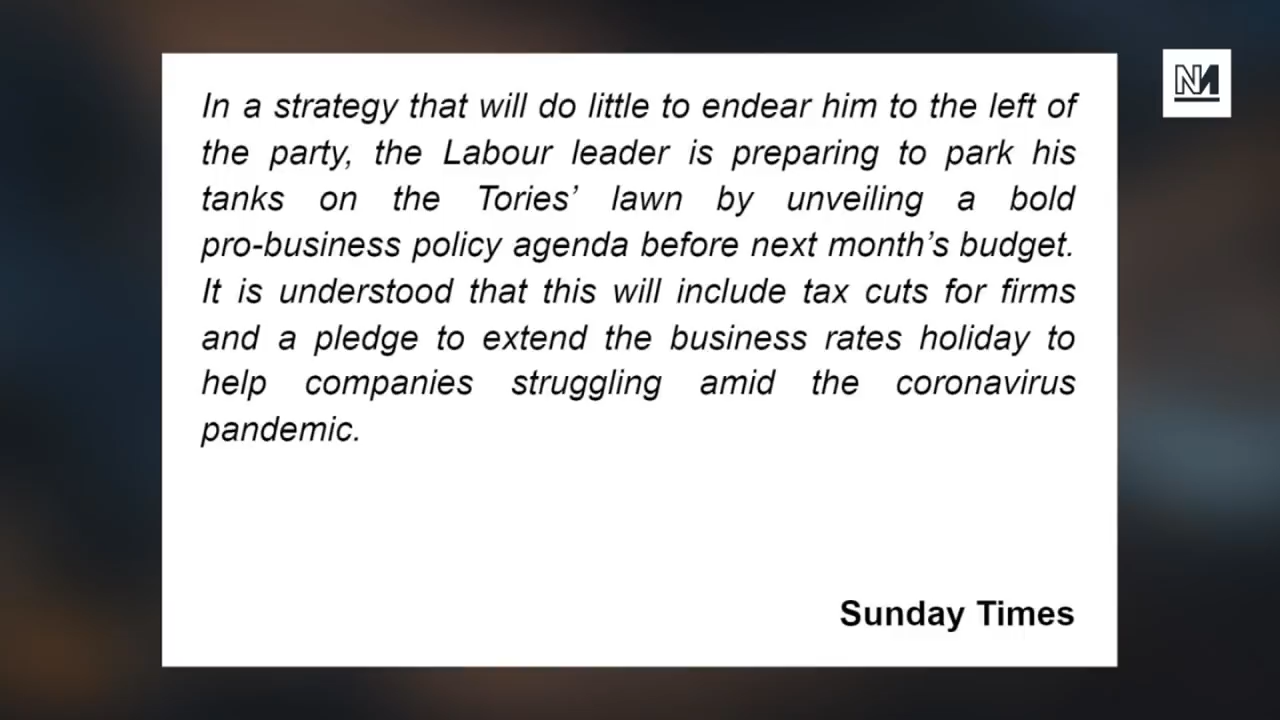 In a strategy that will do little to endear him to the left of
the party, the Labour leader is preparing to park his
tanks on the Tories’ lawn by unveiling a bold
pro-business policy agenda before next month’s budget.
It is understood that this will include tax cuts for firms
and a pledge to extend the business rates holiday to
help companies struggling amid the coronavirus
pandemic.
Sunday Times
NM